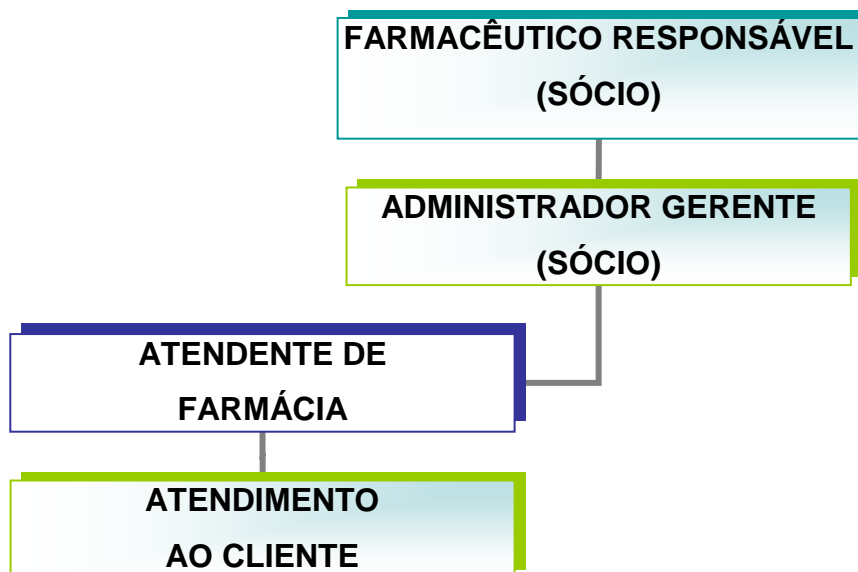 FARMACÊUTICO RESPONSÁVEL
(SÓCIO)
ADMINISTRADOR GERENTE
(SÓCIO)
ATENDENTE DE
FARMÁCIA
ATENDIMENTO
AO CLIENTE